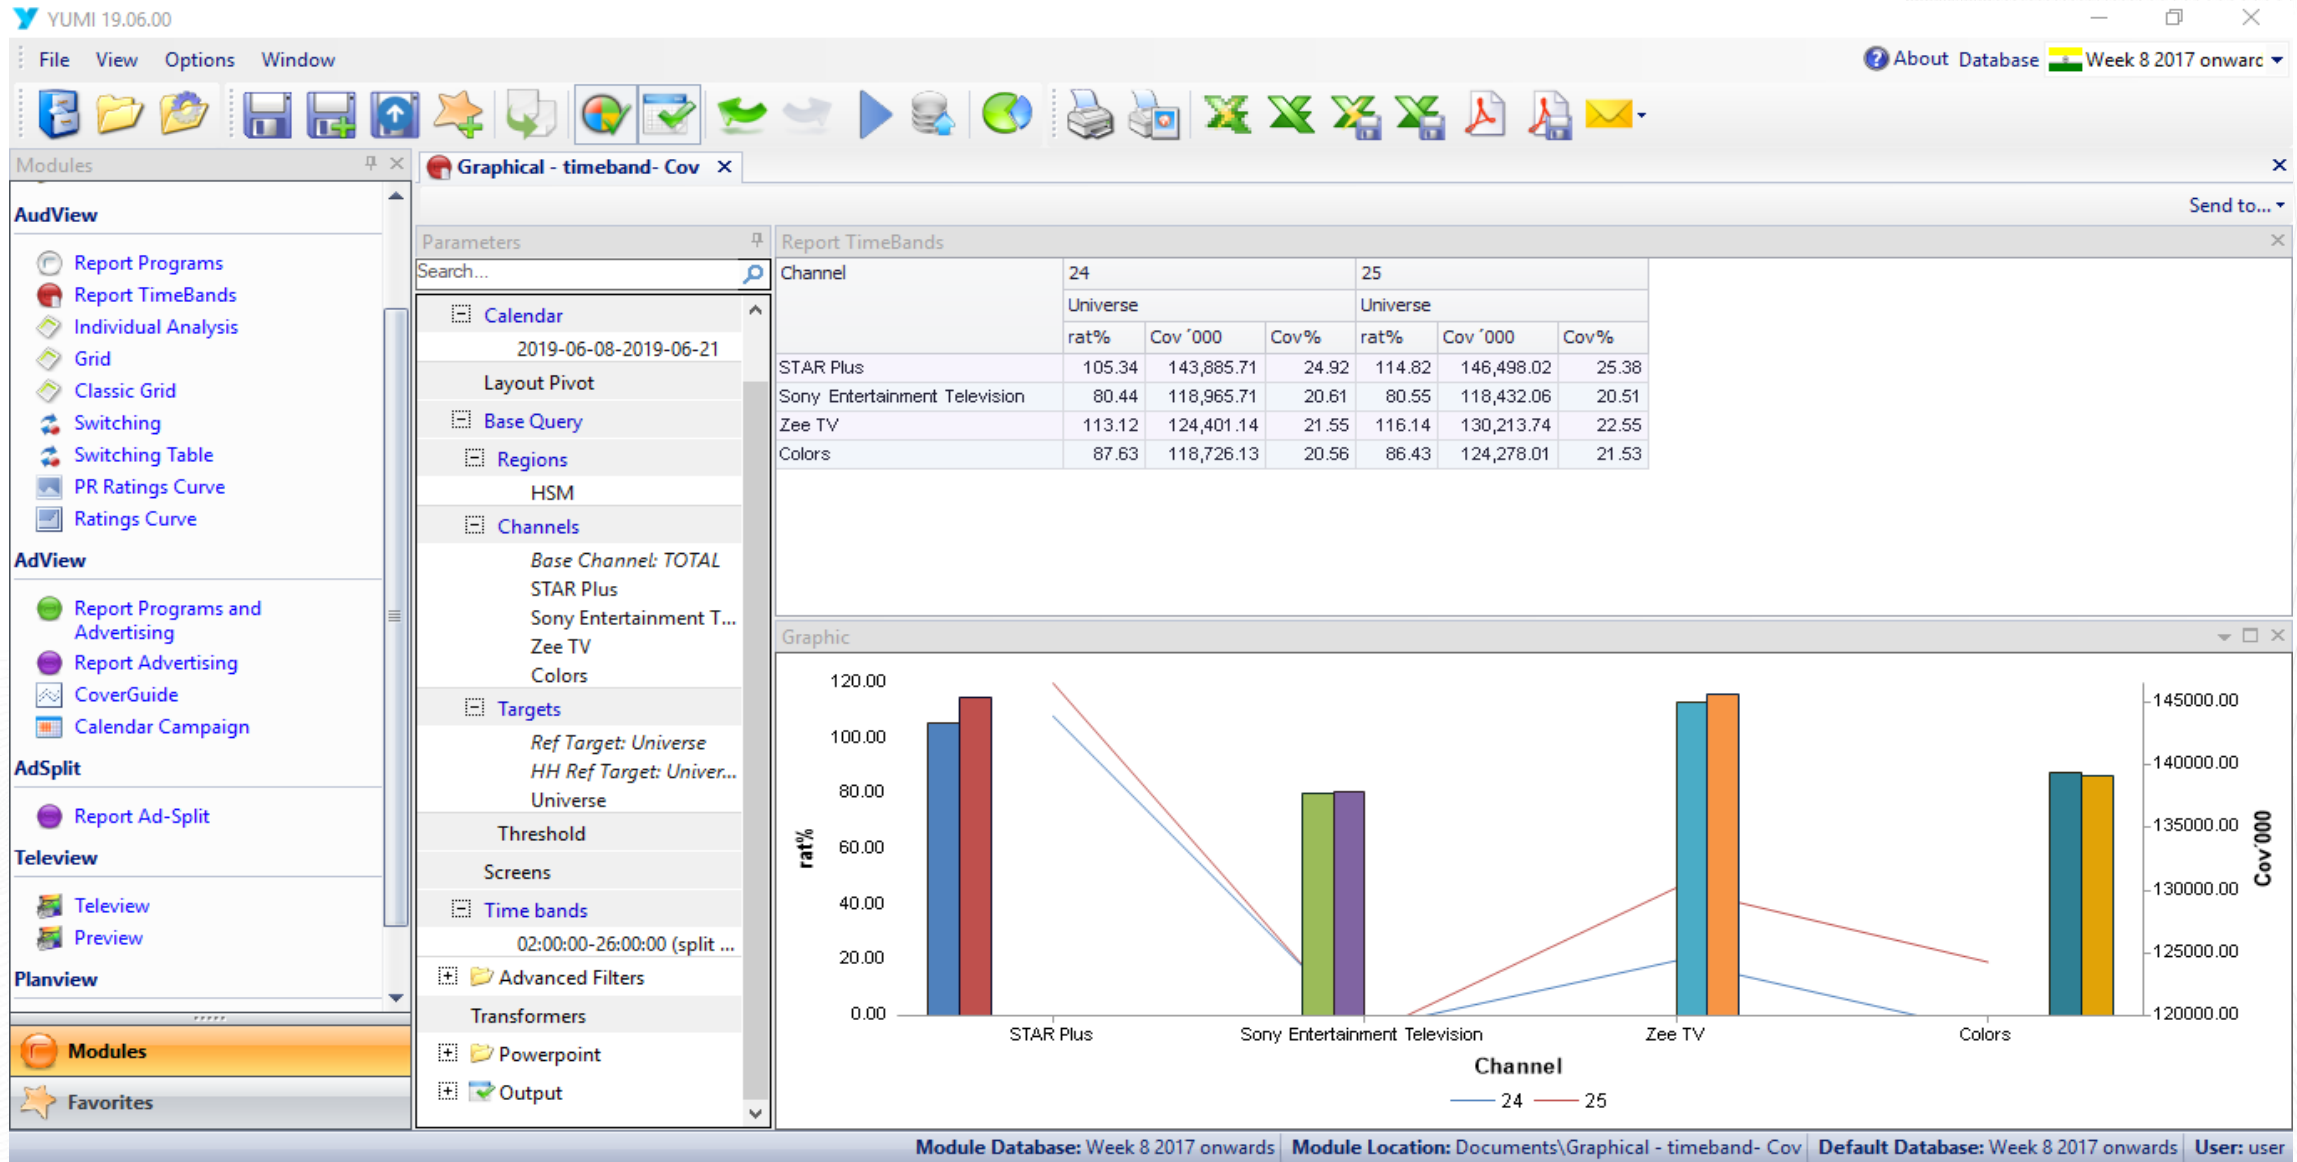 YUMI 19.06.00
File View Options Window
About Database Week 8 2017 onwarc
Modules
AudView
Report Programs
Report TimeBands
Individual Analysis
Grid
Classic Grid
Switching
Switching Table
PR Ratings Curve
Ratings Curve
AdView
Report Programs and
Advertising
Report Advertising
CoverGuide
Calendar Campaign
AdSplit
Report Ad-Split
Teleview
Teleview
Preview
Planview
Modules
Favorites
Graphical - timeband- Cov
Send to...
Parameters
Search...
Calendar
2019-06-08-2019-06-21
Layout Pivot
Base Query
Regions
HSM
Channels
Base Channel: TOTAL
STAR Plus
Sony Entertainment T...
Zee TV
Colors
Targets
Ref Target: Universe
HH Ref Target: Univer...
Universe
Threshold
Screens
Time bands
02:00:00-26:00:00 (split ...
Advanced Filters
Transformers
Powerpoint
Output
Report TimeBands
Channel 24 25
Universe Universe
rat% Cov ´000 Cov% rat% Cov ´000 Cov%
STAR Plus 105.34 143,885.71 24.92 114.82 146,498.02 25.38
Sony Entertainment Television 80.44 118,965.71 20.61 80.55 118,432.06 20.51
Zee TV 113.12 124,401.14 21.55 116.14 130,213.74 22.55
Colors 87.63 118,726.13 20.56 86.43 124,278.01 21.53
Graphic
120.00
100.00
80.00
60.00
40.00
20.00
0.00
rat%
145000.00
140000.00
135000.00
130000.00
125000.00
120000.00
Cov´000
STAR Plus Sony Entertainment Television Zee TV Colors
Channel
24 25
Module Database: Week 8 2017 onwards Module Location: Documents\Graphical - timeband- Cov Default Database: Week 8 2017 onwards User: user